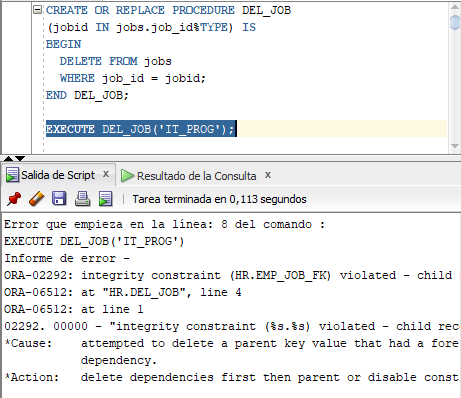 CREATE OR REPLACE PROCEDURE DEL_JOB
(jobid IN jobs.job_id%TYPE) IS
BEGIN
DELETE FROM jobs
WHERE job_id = jobid;
END DEL_JOB;
EXECUTE DEL_JOB('IT_PROG');
Salida de Script x Resultado de la Consulta x
Tarea terminada en 0,113 segundos
Error que empieza en la línea: 8 del comando :
EXECUTE DEL_JOB('IT_PROG')
Informe de error -
ORA-02292: integrity constraint (HR.EMP_JOB_FK) violated - child
ORA-06512: at "HR.DEL_JOB", line 4
ORA-06512: at line 1
02292. 00000 - "integrity constraint (%s.%s) violated - child rec
*Cause: attempted to delete a parent key value that had a fore
dependency.
*Action: delete dependencies first then parent or disable const